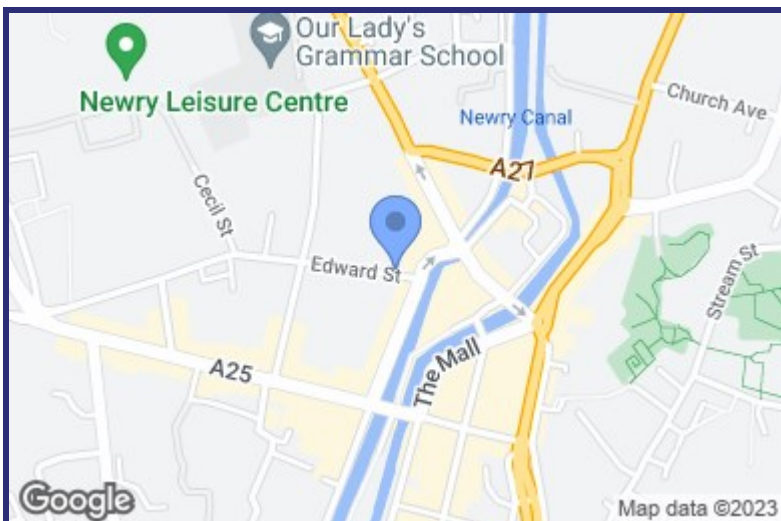 Our Lady's
Grammar School
Newry Leisure Centre
Church Ave
Newry Canal
A27
Cecil St
Edward St
Stream St
The Mall
A25
Google
Map data ©2023